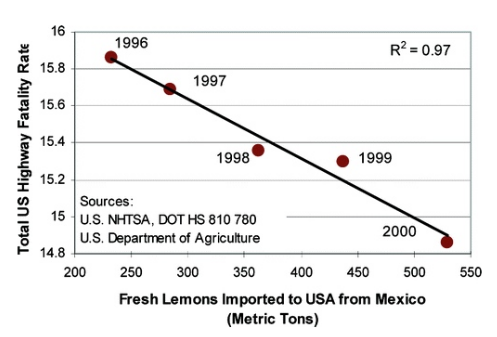 Total US Highway Fatality Rate
16
15.8
15.6
15.4
15.2
15
14.8
1996
1997
1998
1999
2000
R2 = 0.97
Sources:
U.S. NHTSA, DOT HS 810 780
U.S. Department of Agriculture
200
250
300
350
400
450
500
550
Fresh Lemons Imported to USA from Mexico
(Metric Tons)